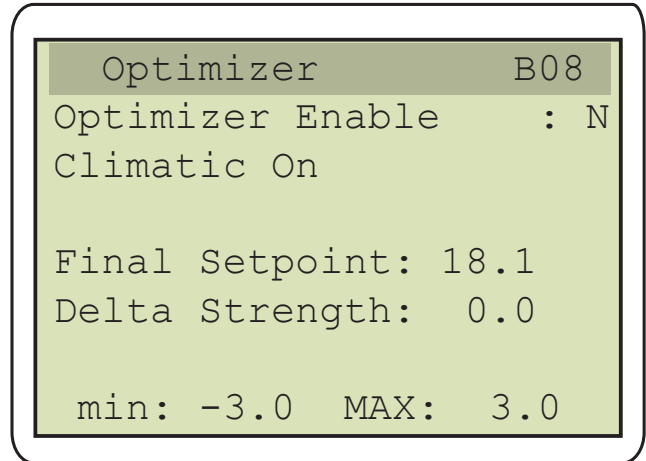 Optimizer B08
Optimizer Enable : N
Climatic On
Final Setpoint: 18.1
Delta Strength: 0.0
min: -3.0 MAX: 3.0